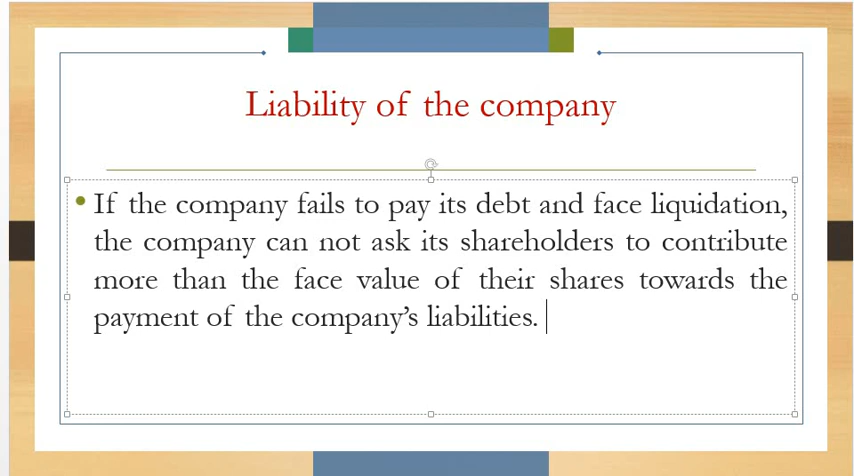 Liability of the company
• If the company fails to pay its debt and face liquidation,
the company can not ask its shareholders to contribute
more than the face value of their shares towards the
payment of the company’s liabilities.